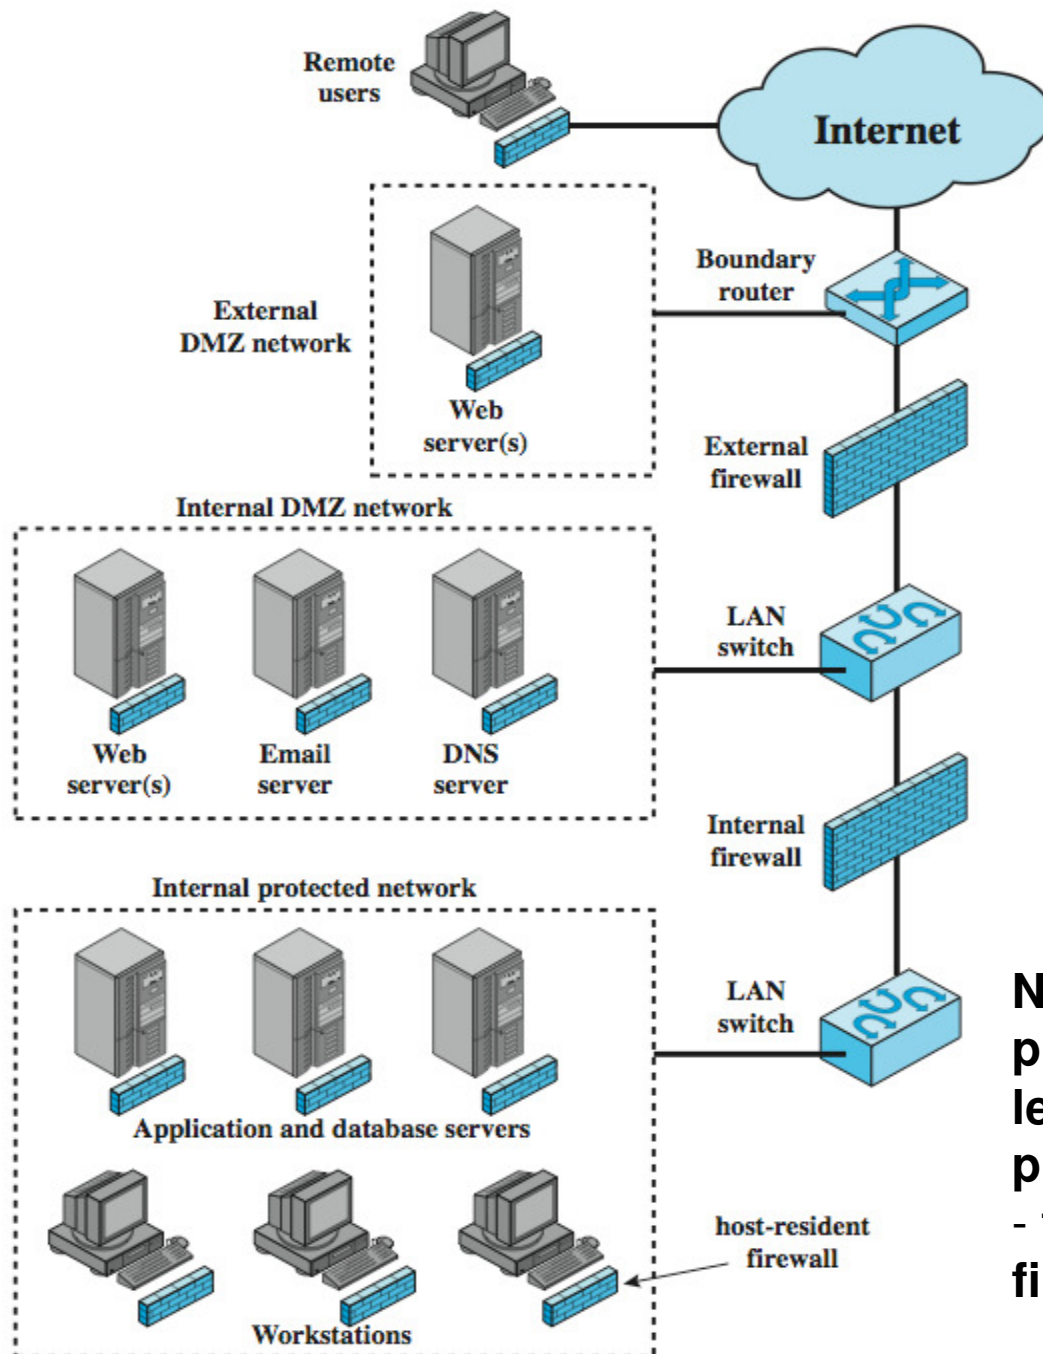 Remote
users
Internet
Boundary
router
External
DMZ network
Web
server(s)
External
firewall
Internal DMZ network
LAN
switch
Web
server(s)
Email
server
DNS
server
Internal
firewall
Internal protected network
LAN
switch
Application and database servers
host-resident
firewall
Workstations